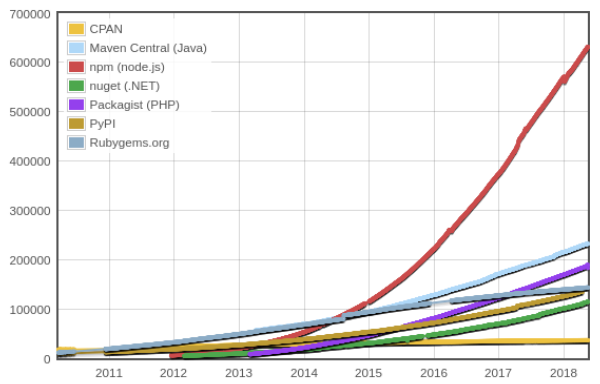 700000
600000
500000
400000
300000
200000
100000
0
CPAN
Maven Central (Java)
npm (node.js)
nuget (.NET)
Packagist (PHP)
PyPI
Rubygems.org
2011 2012 2013 2014 2015 2016 2017 2018